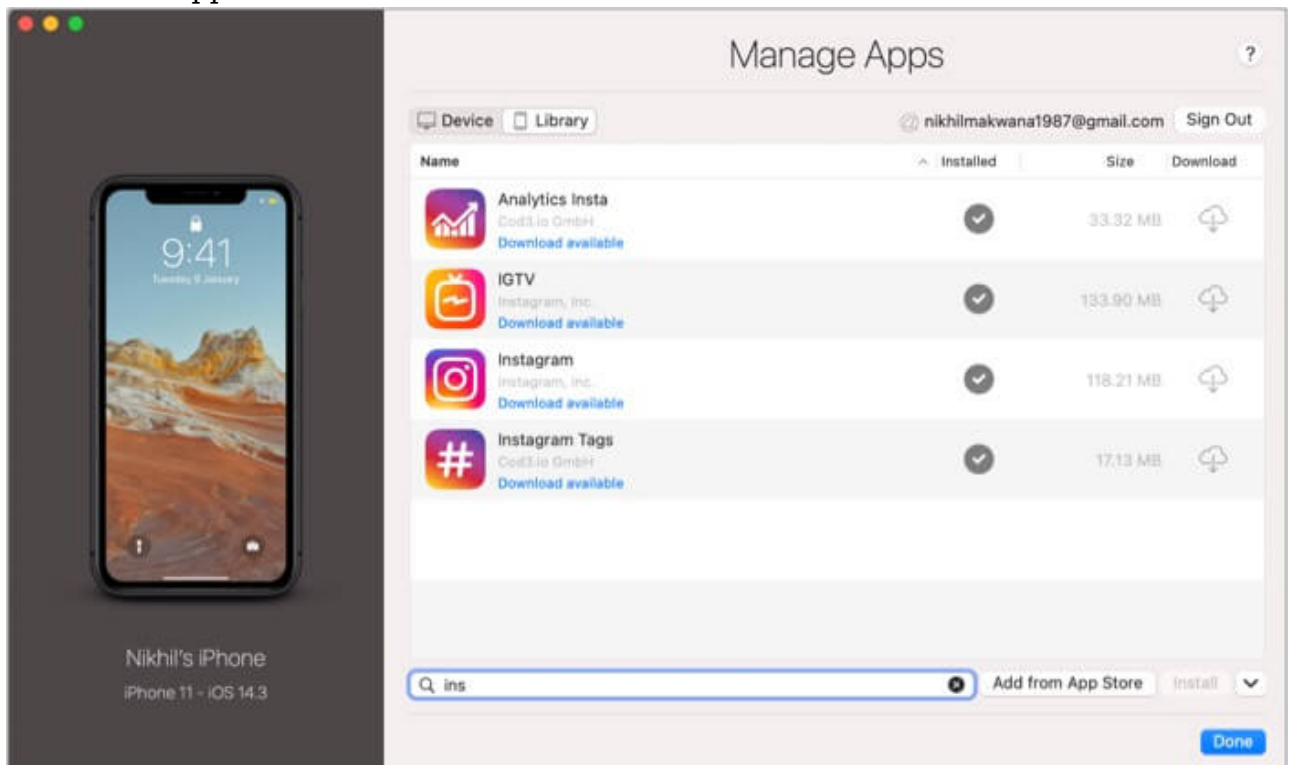 Manage Apps
?
Device Library nikhilmakwana1987@gmail.com Sign Out
Name Installed Size Download
Analytics Insta
Cod3.io GmbH
Download available
33.32 MB
IGTV
Instagram, Inc.
Download available
133.90 MB
Instagram
Instagram, Inc.
Download available
118.21 MB
Instagram Tags
Cod3.io GmbH
Download available
17.13 MB
9:41
Tuesday 9 January
Nikhil's iPhone
iPhone 11 - iOS 14.3
ins
Add from App Store Install
Done